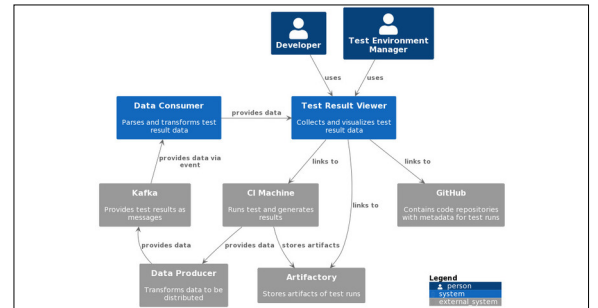 Developer
Test Environment
Manager
uses
uses
Data Consumer
Parses and transforms test
result data
provides data
Test Result Viewer
Collects and visualizes test
result data
provides data via
event
links to
links to
links to
Kafka
Provides test results as
messages
CI Machine
Runs test and generates
results
GitHub
Contains code repositories
with metadata for test runs
provides data
provides data
stores artifacts
Data Producer
Transforms data to be
distributed
Artifactory
Stores artifacts of test runs
Legend
person
system
external_system